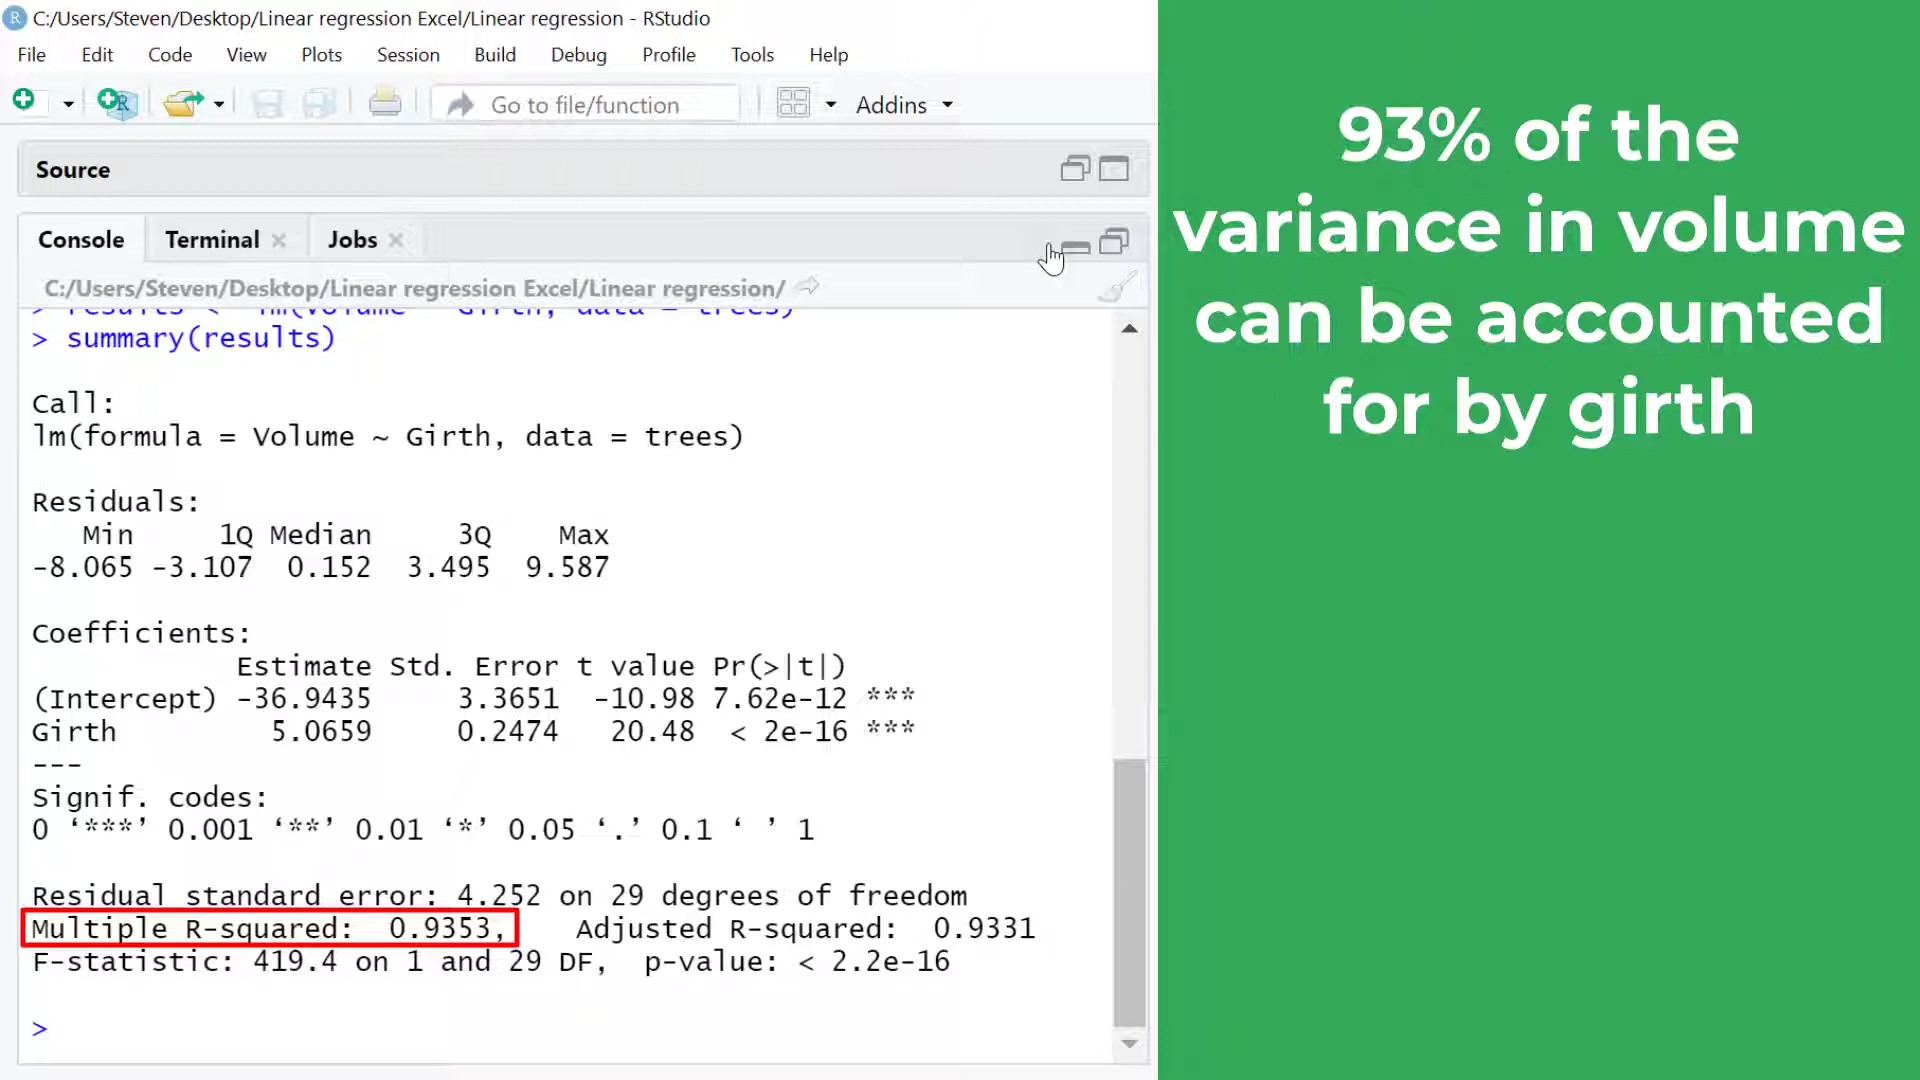 C:/Users/Steven/Desktop/Linear regression Excel/Linear regression - RStudio
File Edit Code View Plots Session Build Debug Profile Tools Help
Go to file/function Addins
Source
Console Terminal Jobs
C:/Users/Steven/Desktop/Linear regression Excel/Linear regression/
> results <- lm(Volume ~ Girth, data = trees)
> summary(results)
Call:
lm(formula = Volume ~ Girth, data = trees)
Residuals:
Min 1Q Median 3Q Max
-8.065 -3.107 0.152 3.495 9.587
Coefficients:
Estimate Std. Error t value Pr(>|t|)
(Intercept) -36.9435 3.3651 -10.98 7.62e-12 ***
Girth 5.0659 0.2474 20.48 < 2e-16 ***
---
Signif. codes:
0 ‘***’ 0.001 ‘**’ 0.01 ‘*’ 0.05 ‘.’ 0.1 ‘ ’ 1
Residual standard error: 4.252 on 29 degrees of freedom
Multiple R-squared: 0.9353, Adjusted R-squared: 0.9331
F-statistic: 419.4 on 1 and 29 DF, p-value: < 2.2e-16
>
93% of the
variance in volume
can be accounted
for by girth